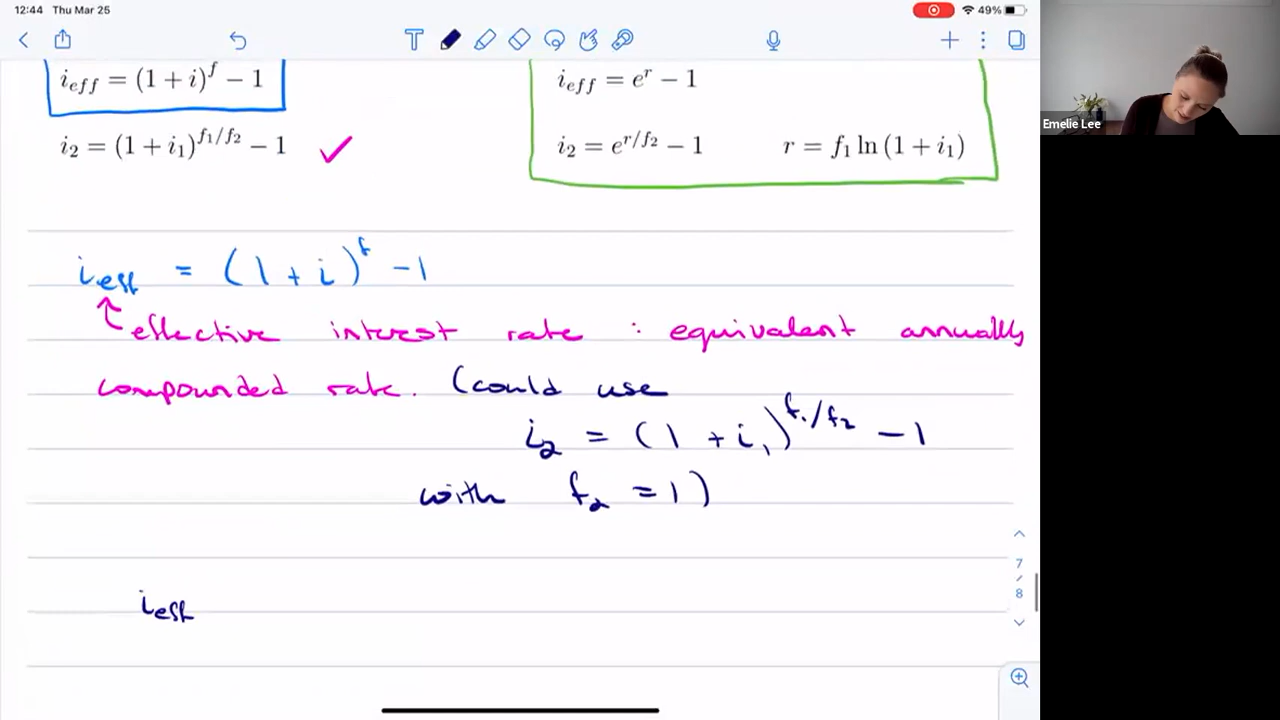 12:44 Thu Mar 25
49%
i_eff = (1 + i)^f − 1
i_eff = e^r − 1
i_2 = (1 + i_1)^{f_1/f_2} − 1 ✓
i_2 = e^{r/f_2} − 1 r = f_1 ln (1 + i_1)
i_eff = (1 + i)^f − 1
effective interest rate : equivalent annually
compounded rate. (could use
i_2 = (1 + i_1)^{f_1/f_2} − 1
with f_2 = 1)
i_eff
7
/
8
Emelie Lee